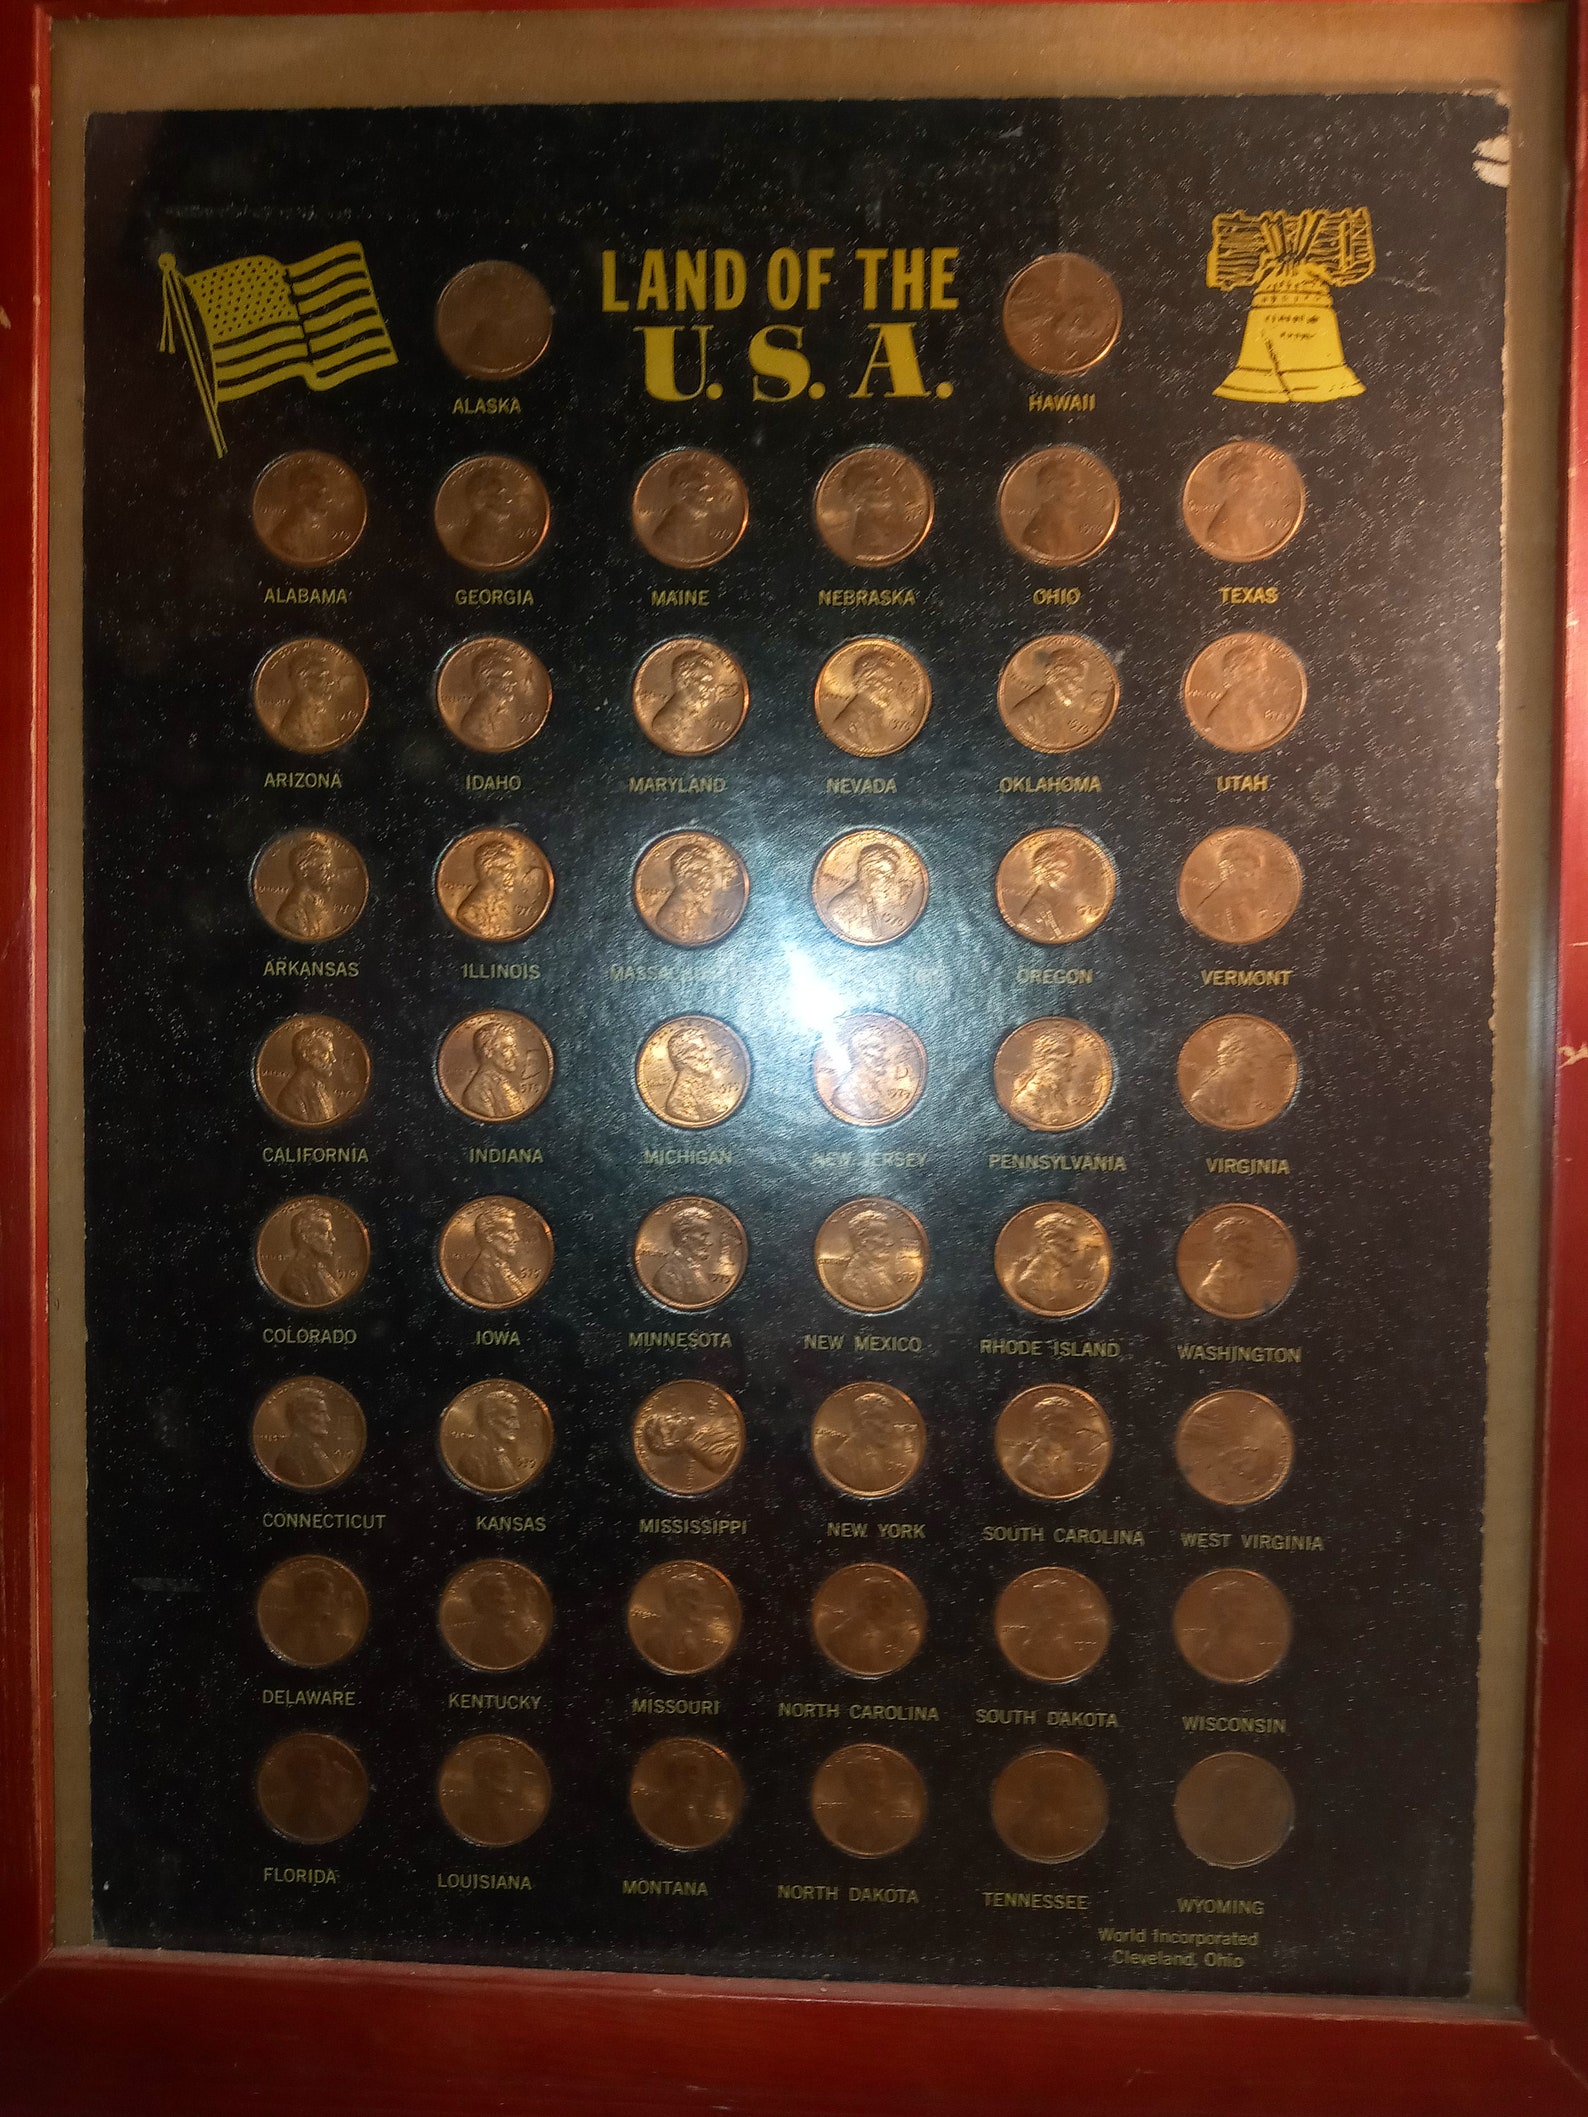 LAND OF THE
U.S.A.
ALASKA HAWAII
ALABAMA GEORGIA MAINE NEBRASKA OHIO TEXAS
ARIZONA IDAHO MARYLAND NEVADA OKLAHOMA UTAH
ARKANSAS ILLINOIS OREGON VERMONT
CALIFORNIA INDIANA MICHIGAN NEW JERSEY PENNSYLVANIA VIRGINIA
COLORADO IOWA MINNESOTA NEW MEXICO RHODE ISLAND WASHINGTON
CONNECTICUT KANSAS MISSISSIPPI NEW YORK SOUTH CAROLINA WEST VIRGINIA
DELAWARE KENTUCKY MISSOURI NORTH CAROLINA SOUTH DAKOTA WISCONSIN
FLORIDA LOUISIANA MONTANA NORTH DAKOTA TENNESSEE WYOMING
World Incorporated
Cleveland, Ohio